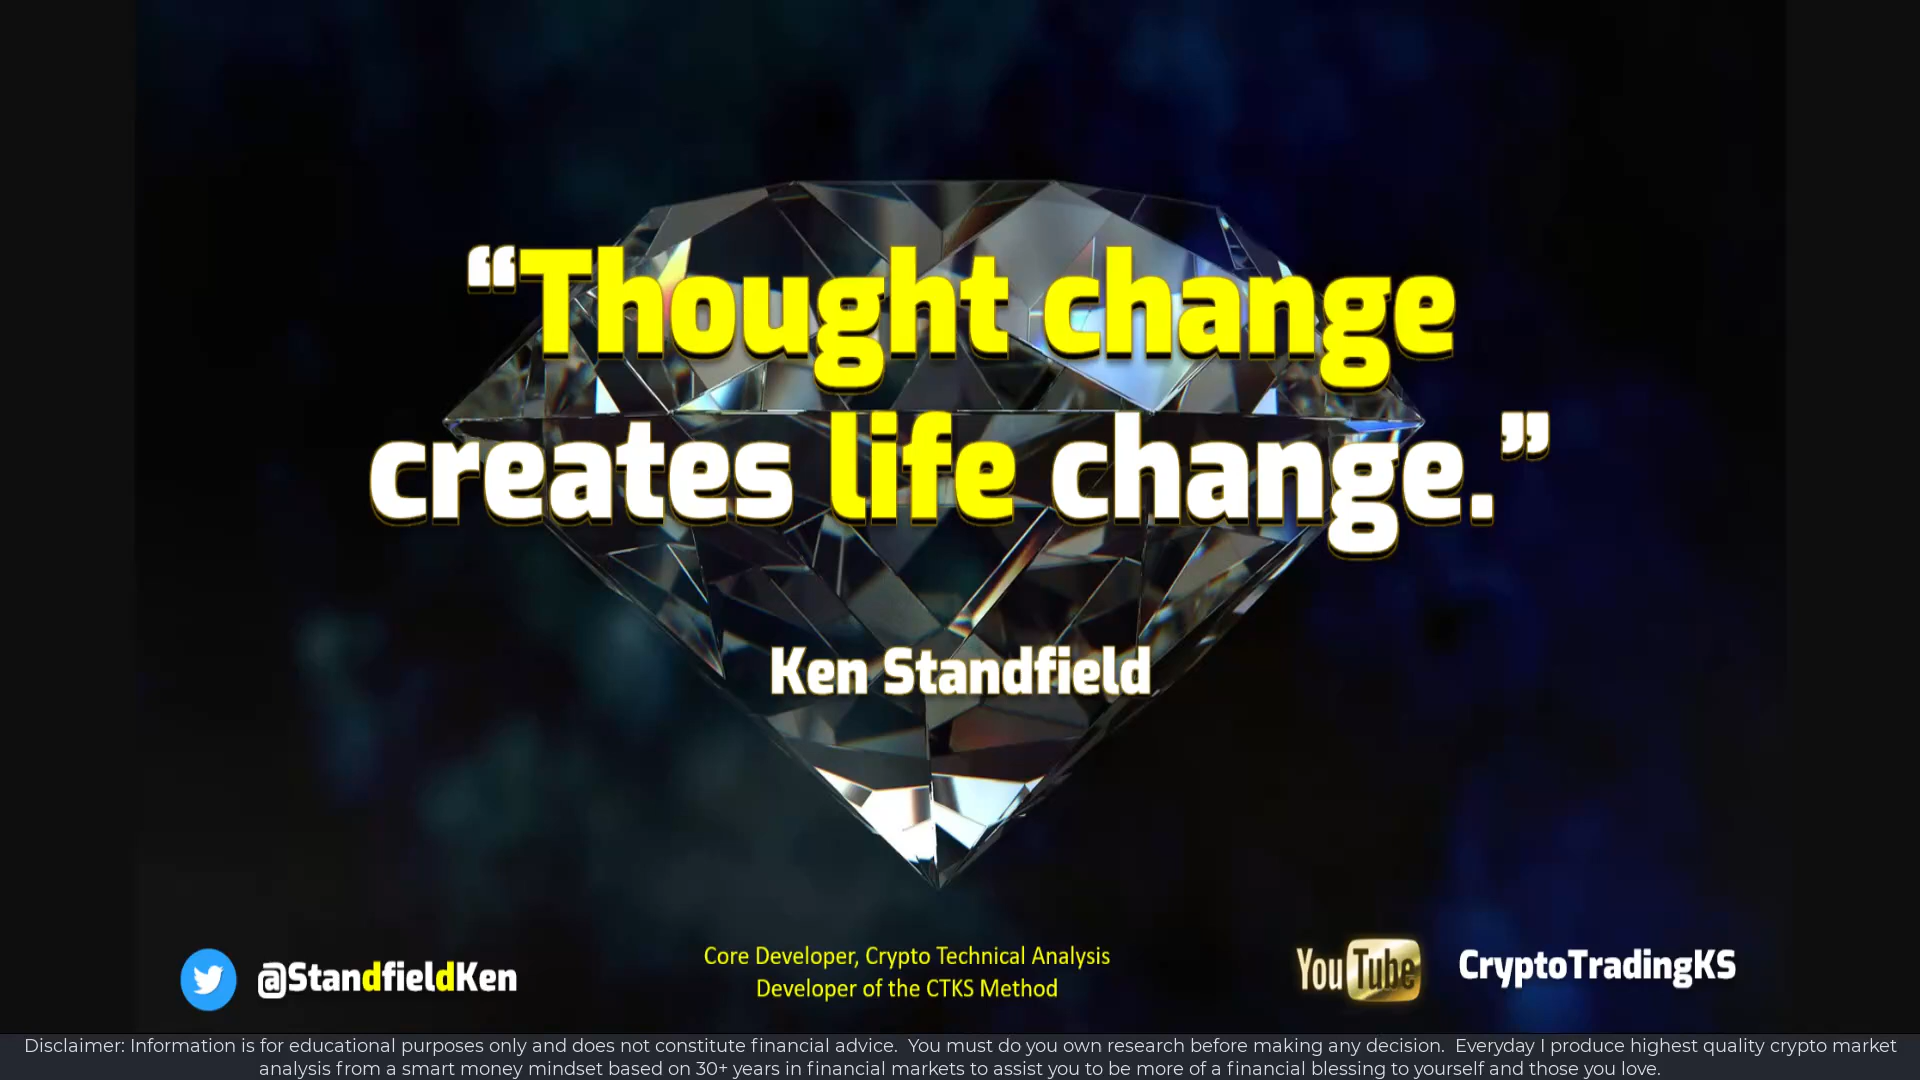 “Thought change
creates life change.”
Ken Standfield
@StandfieldKen
Core Developer, Crypto Technical Analysis
Developer of the CTKS Method
YouTube
CryptoTradingKS
Disclaimer: Information is for educational purposes only and does not constitute financial advice.  You must do you own research before making any decision.  Everyday I produce highest quality crypto market
analysis from a smart money mindset based on 30+ years in financial markets to assist you to be more of a financial blessing to yourself and those you love.